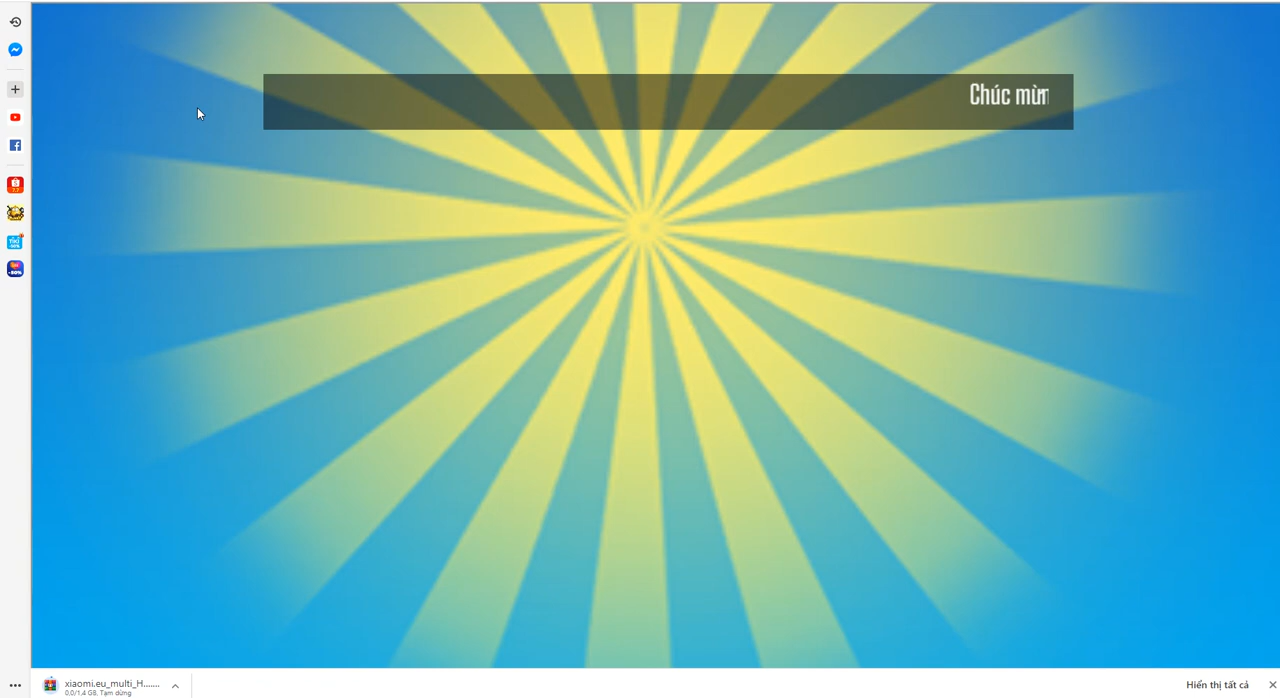 Chúc mừn
xiaomi.eu_multi_H.......
0,0/1,4 GB, Tạm dừng
Hiển thị tất cả